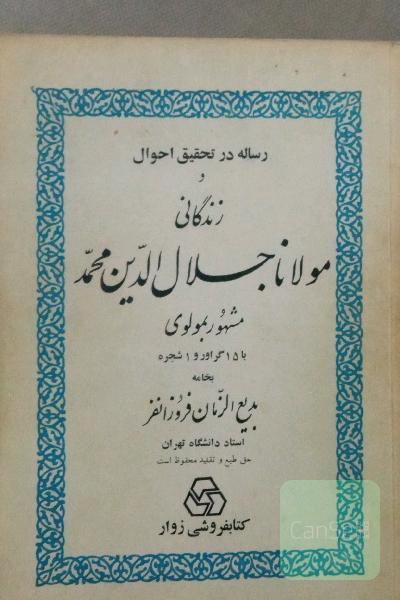 رساله در تحقیق احوال
و
زندگانی
مولانا جلال الدّین محمّد
مشهور بمولوی
با ۱۵ گراور و ۱ شجره
بخامه
بدیع الزّمان فروزانفر
استاد دانشگاه تهران
حق طبع و تقلید محفوظ است
کتابفروشی زوار